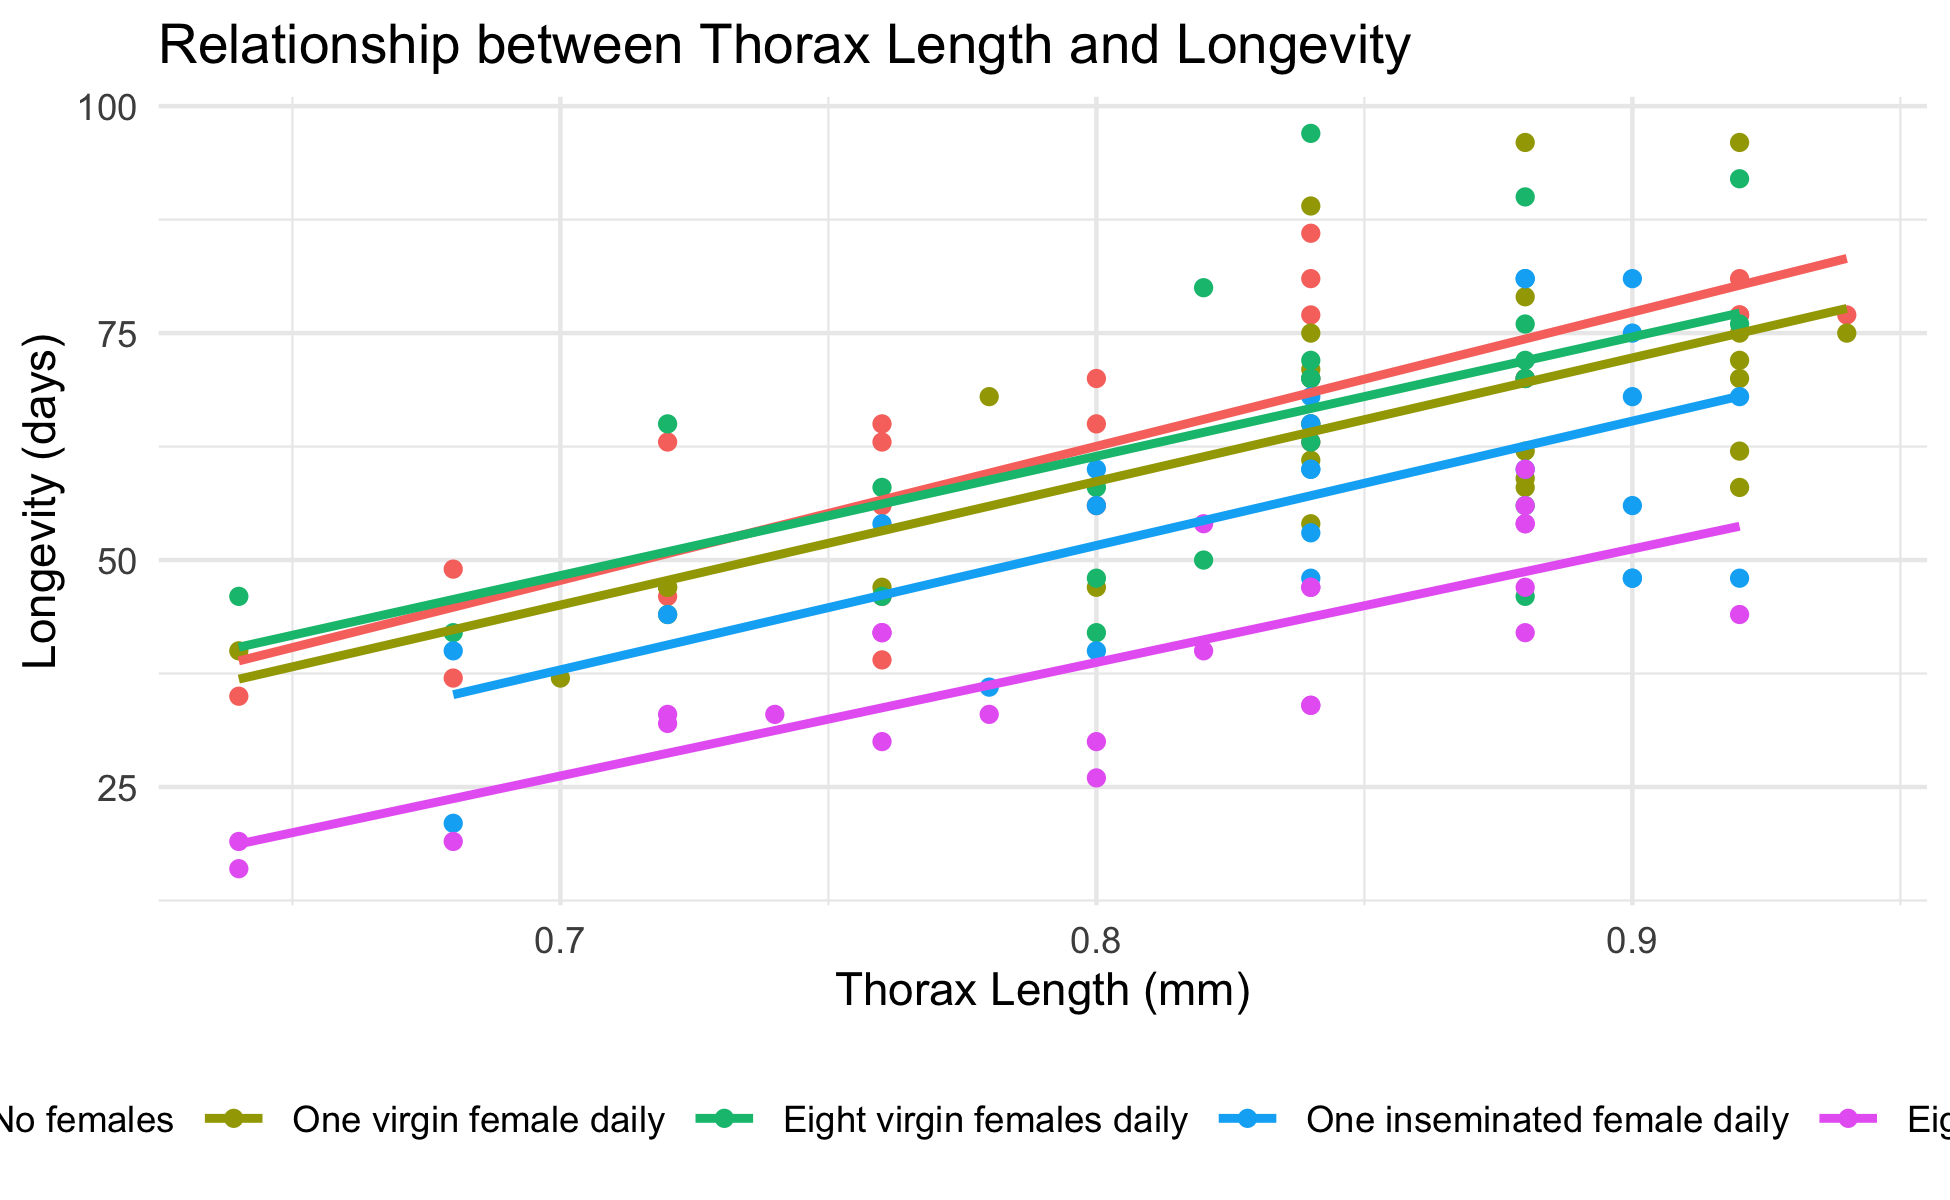 Relationship between Thorax Length and Longevity
100
75
50
25
Longevity (days)
0.7 0.8 0.9
Thorax Length (mm)
No females One virgin female daily Eight virgin females daily One inseminated female daily